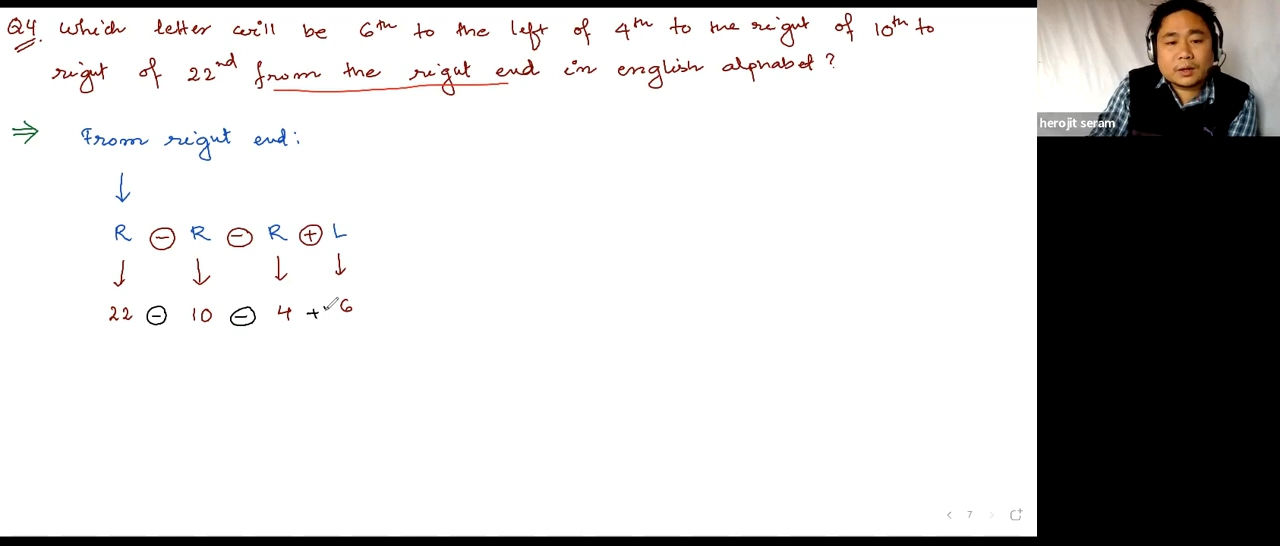 Q4. Which letter will be 6th to the left of 4th to the right of 10th to
right of 22nd from the right end in english alphabet?
⇒ From right end:
↓
R ⊖ R ⊖ R ⊕ L
↓ ↓ ↓ ↓
22 ⊖ 10 ⊖ 4 + 6
herojit seram
< 7 >